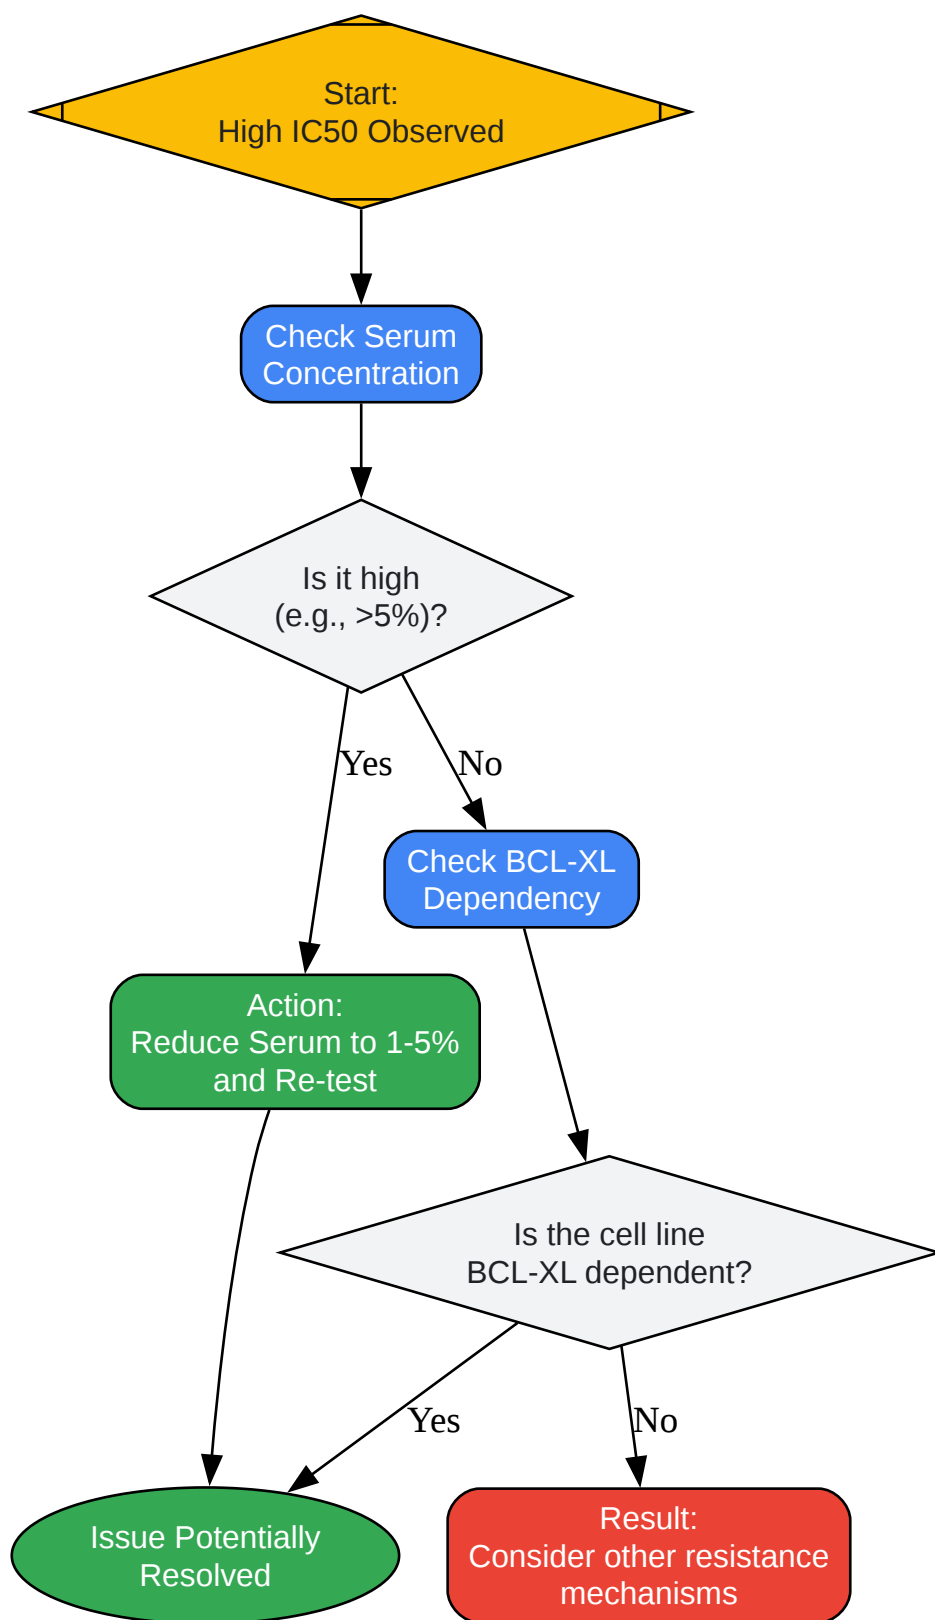 Start:
High IC50 Observed
Check Serum
Concentration
Is it high
(e.g., >5%)?
Yes
No
Check BCL-XL
Dependency
Action:
Reduce Serum to 1-5%
and Re-test
Is the cell line
BCL-XL dependent?
Yes
No
Issue Potentially
Resolved
Result:
Consider other resistance
mechanisms